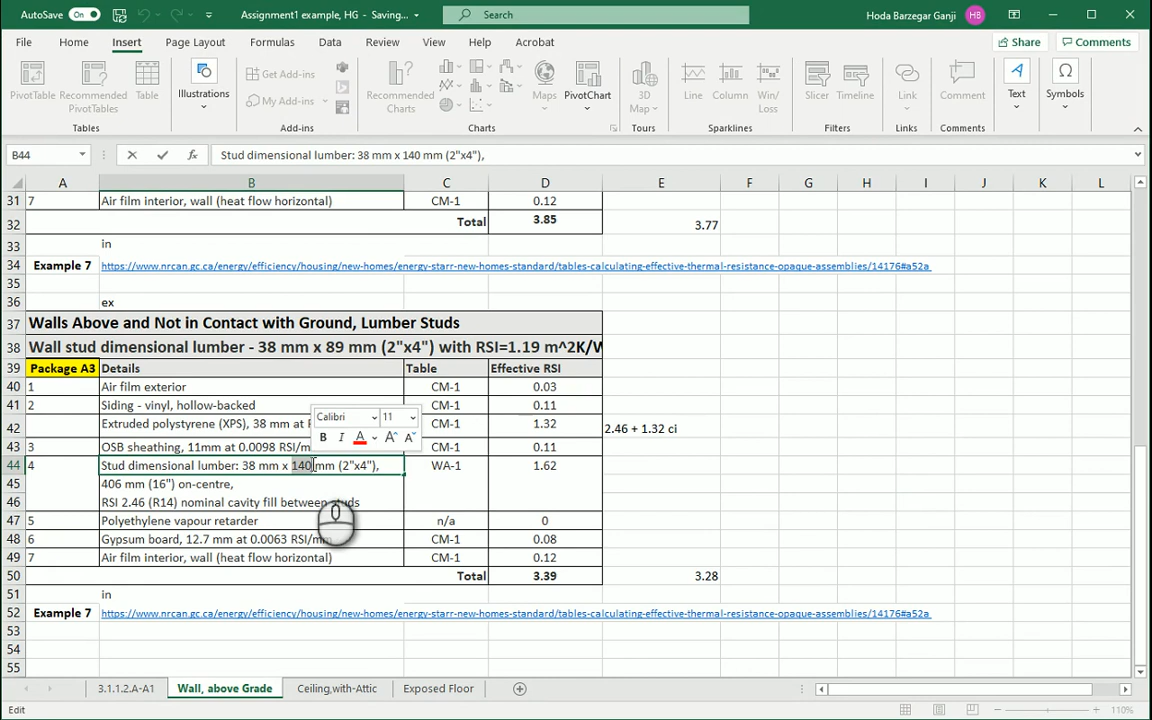 AutoSave On Assignment1 example, HG - Saving... Search Hoda Barzegar Ganji HB
File Home Insert Page Layout Formulas Data Review View Help Acrobat Share Comments
PivotTable Recommended PivotTables Table Illustrations Get Add-ins My Add-ins Recommended Charts Maps PivotChart 3D Map Line Column Win/Loss Slicer Timeline Link Comment Text Symbols
Tables Add-ins Charts Tours Sparklines Filters Links Comments
B44 fx Stud dimensional lumber: 38 mm x 140 mm (2"x4"),
A B C D E F G H I J K L
31 7 Air film interior, wall (heat flow horizontal) CM-1 0.12
32 Total 3.85 3.77
33 in
34 Example 7 https://www.nrcan.gc.ca/energy/efficiency/housing/new-homes/energy-starr-new-homes-standard/tables-calculating-effective-thermal-resistance-opaque-assemblies/14176#a52a
35
36 ex
37 Walls Above and Not in Contact with Ground, Lumber Studs
38 Wall stud dimensional lumber - 38 mm x 89 mm (2"x4") with RSI=1.19 m^2K/W
39 Package A3 Details Table Effective RSI
40 1 Air film exterior CM-1 0.03
41 2 Siding - vinyl, hollow-backed CM-1 0.11
42 Extruded polystyrene (XPS), 38 mm at CM-1 1.32 2.46 + 1.32 ci
Calibri 11
B I A A A
43 3 OSB sheathing, 11mm at 0.0098 RSI/m CM-1 0.11
44 4 Stud dimensional lumber: 38 mm x 140 mm (2"x4"), WA-1 1.62
45 406 mm (16") on-centre,
46 RSI 2.46 (R14) nominal cavity fill between studs
47 5 Polyethylene vapour retarder n/a 0
48 6 Gypsum board, 12.7 mm at 0.0063 RSI/mm CM-1 0.08
49 7 Air film interior, wall (heat flow horizontal) CM-1 0.12
50 Total 3.39 3.28
51 in
52 Example 7 https://www.nrcan.gc.ca/energy/efficiency/housing/new-homes/energy-starr-new-homes-standard/tables-calculating-effective-thermal-resistance-opaque-assemblies/14176#a52a
53
54
55
3.1.1.2.A-A1 Wall, above Grade Ceiling,with-Attic Exposed Floor
Edit 110%